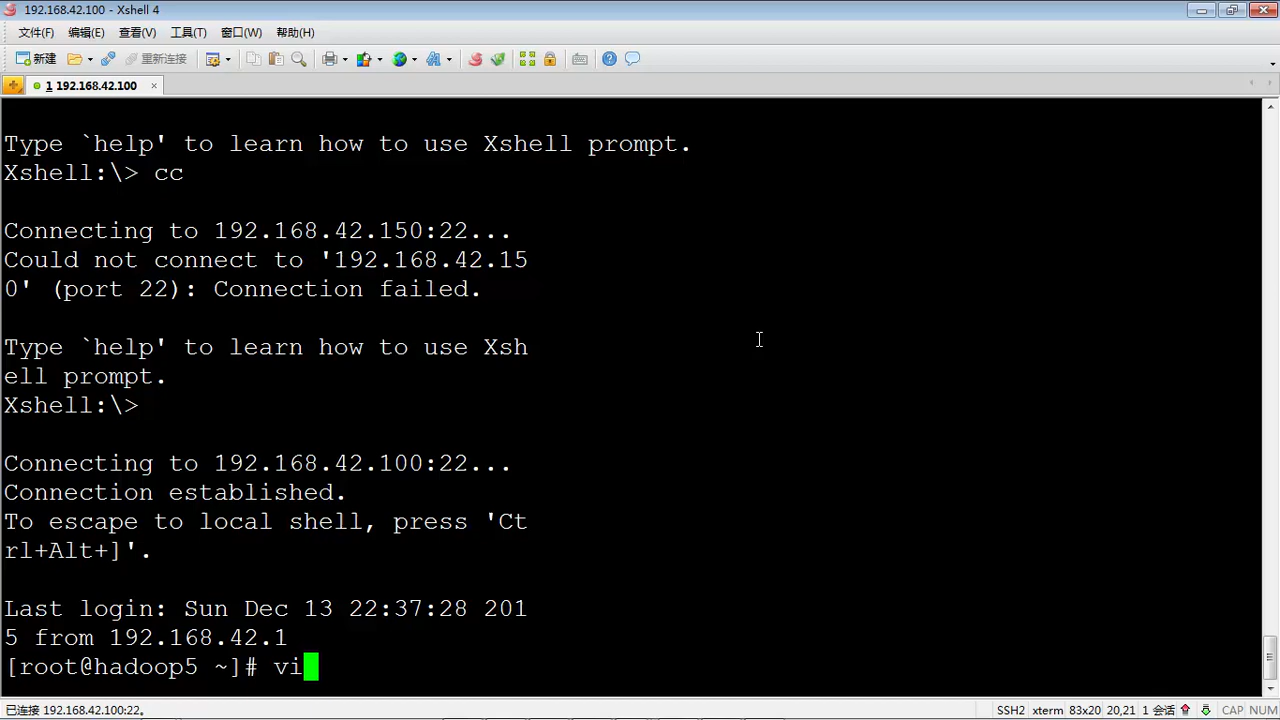 192.168.42.100 - Xshell 4
文件(F) 编辑(E) 查看(V) 工具(T) 窗口(W) 帮助(H)
新建 重新连接
1 192.168.42.100
Type `help' to learn how to use Xshell prompt.
Xshell:\> cc
Connecting to 192.168.42.150:22...
Could not connect to '192.168.42.15
0' (port 22): Connection failed.
Type `help' to learn how to use Xsh
ell prompt.
Xshell:\>
Connecting to 192.168.42.100:22...
Connection established.
To escape to local shell, press 'Ct
rl+Alt+]'.
Last login: Sun Dec 13 22:37:28 201
5 from 192.168.42.1
[root@hadoop5 ~]# vi
已连接 192.168.42.100:22。 SSH2 xterm 83x20 20,21 1 会话 CAP NUM